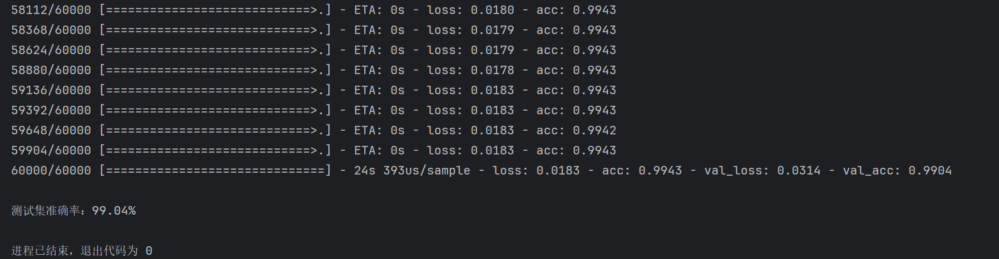 58112/60000 [============================>.] - ETA: 0s - loss: 0.0180 - acc: 0.9943
58368/60000 [============================>.] - ETA: 0s - loss: 0.0179 - acc: 0.9943
58624/60000 [============================>.] - ETA: 0s - loss: 0.0179 - acc: 0.9943
58880/60000 [============================>.] - ETA: 0s - loss: 0.0178 - acc: 0.9943
59136/60000 [============================>.] - ETA: 0s - loss: 0.0183 - acc: 0.9943
59392/60000 [============================>.] - ETA: 0s - loss: 0.0183 - acc: 0.9943
59648/60000 [============================>.] - ETA: 0s - loss: 0.0183 - acc: 0.9942
59904/60000 [============================>.] - ETA: 0s - loss: 0.0183 - acc: 0.9943
60000/60000 [==============================] - 24s 393us/sample - loss: 0.0183 - acc: 0.9943 - val_loss: 0.0314 - val_acc: 0.9904
测试集准确率：99.04%
进程已结束，退出代码为 0